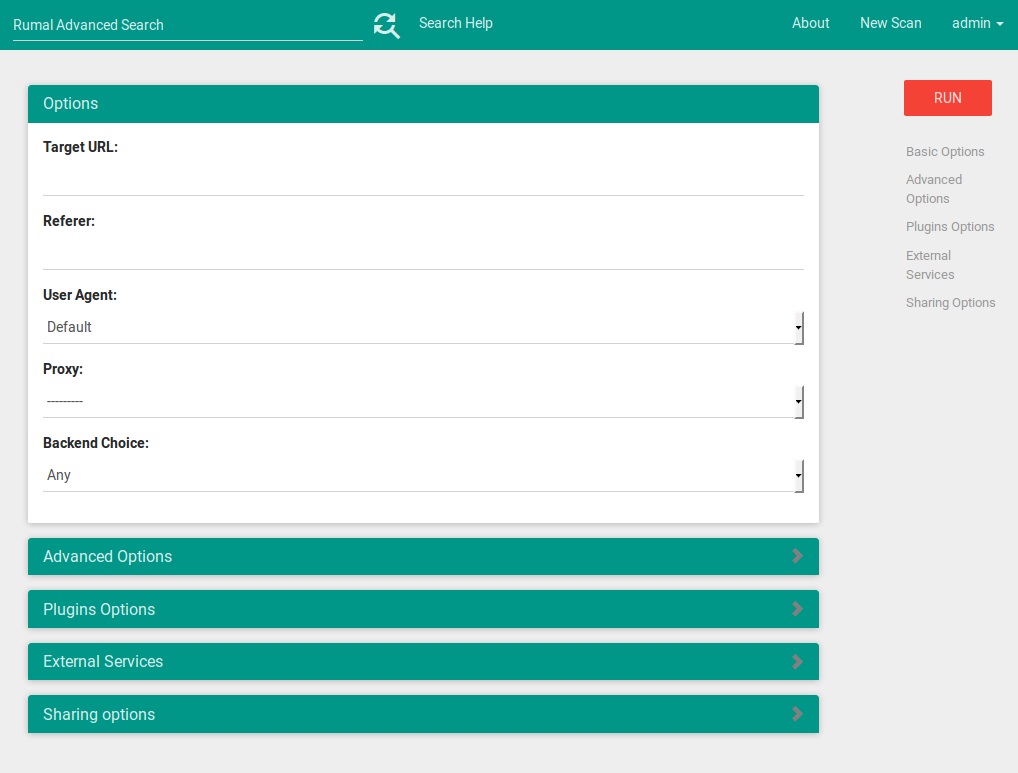 Rumal Advanced Search
Search Help
About
New Scan
admin
RUN
Options
Target URL:
Referer:
User Agent:
Default
Proxy:
---------
Backend Choice:
Any
Advanced Options
Plugins Options
External Services
Sharing options
Basic Options
Advanced
Options
Plugins Options
External
Services
Sharing Options